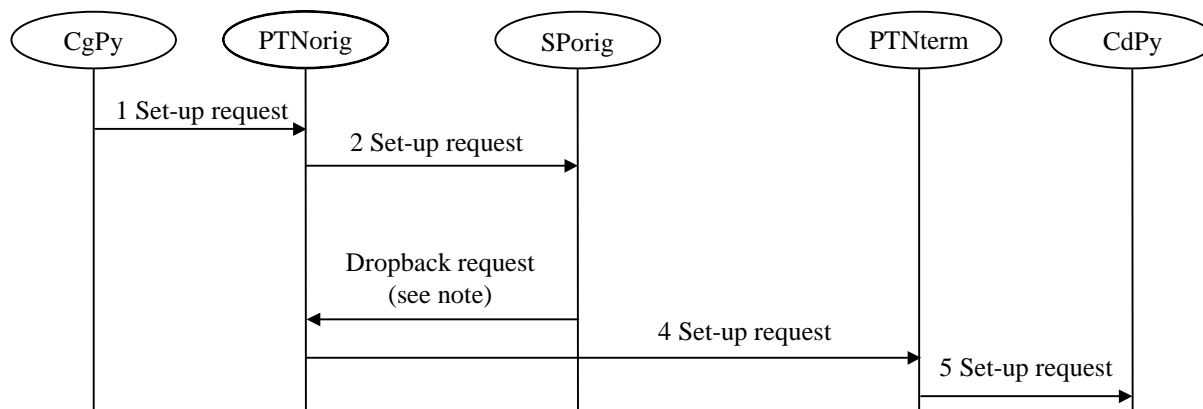 CgPy
PTNorig
SPorig
PTNterm
CdPy
1 Set-up request
2 Set-up request
Dropback request
(see note)
4 Set-up request
5 Set-up request